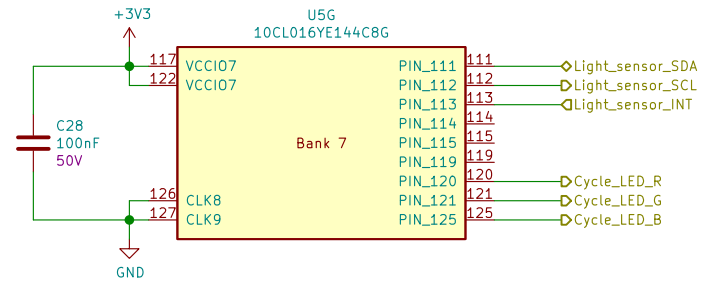 +3V3
U5G
10CL016YE144C8G
117 VCCIO7 PIN_111 111 Light_sensor_SDA
122 VCCIO7 PIN_112 112 Light_sensor_SCL
PIN_113 113 Light_sensor_INT
PIN_114 114
C28
100nF
50V
Bank 7
PIN_115 115
PIN_119 119
PIN_120 120 Cycle_LED_R
126 CLK8 PIN_121 121 Cycle_LED_G
127 CLK9 PIN_125 125 Cycle_LED_B
GND